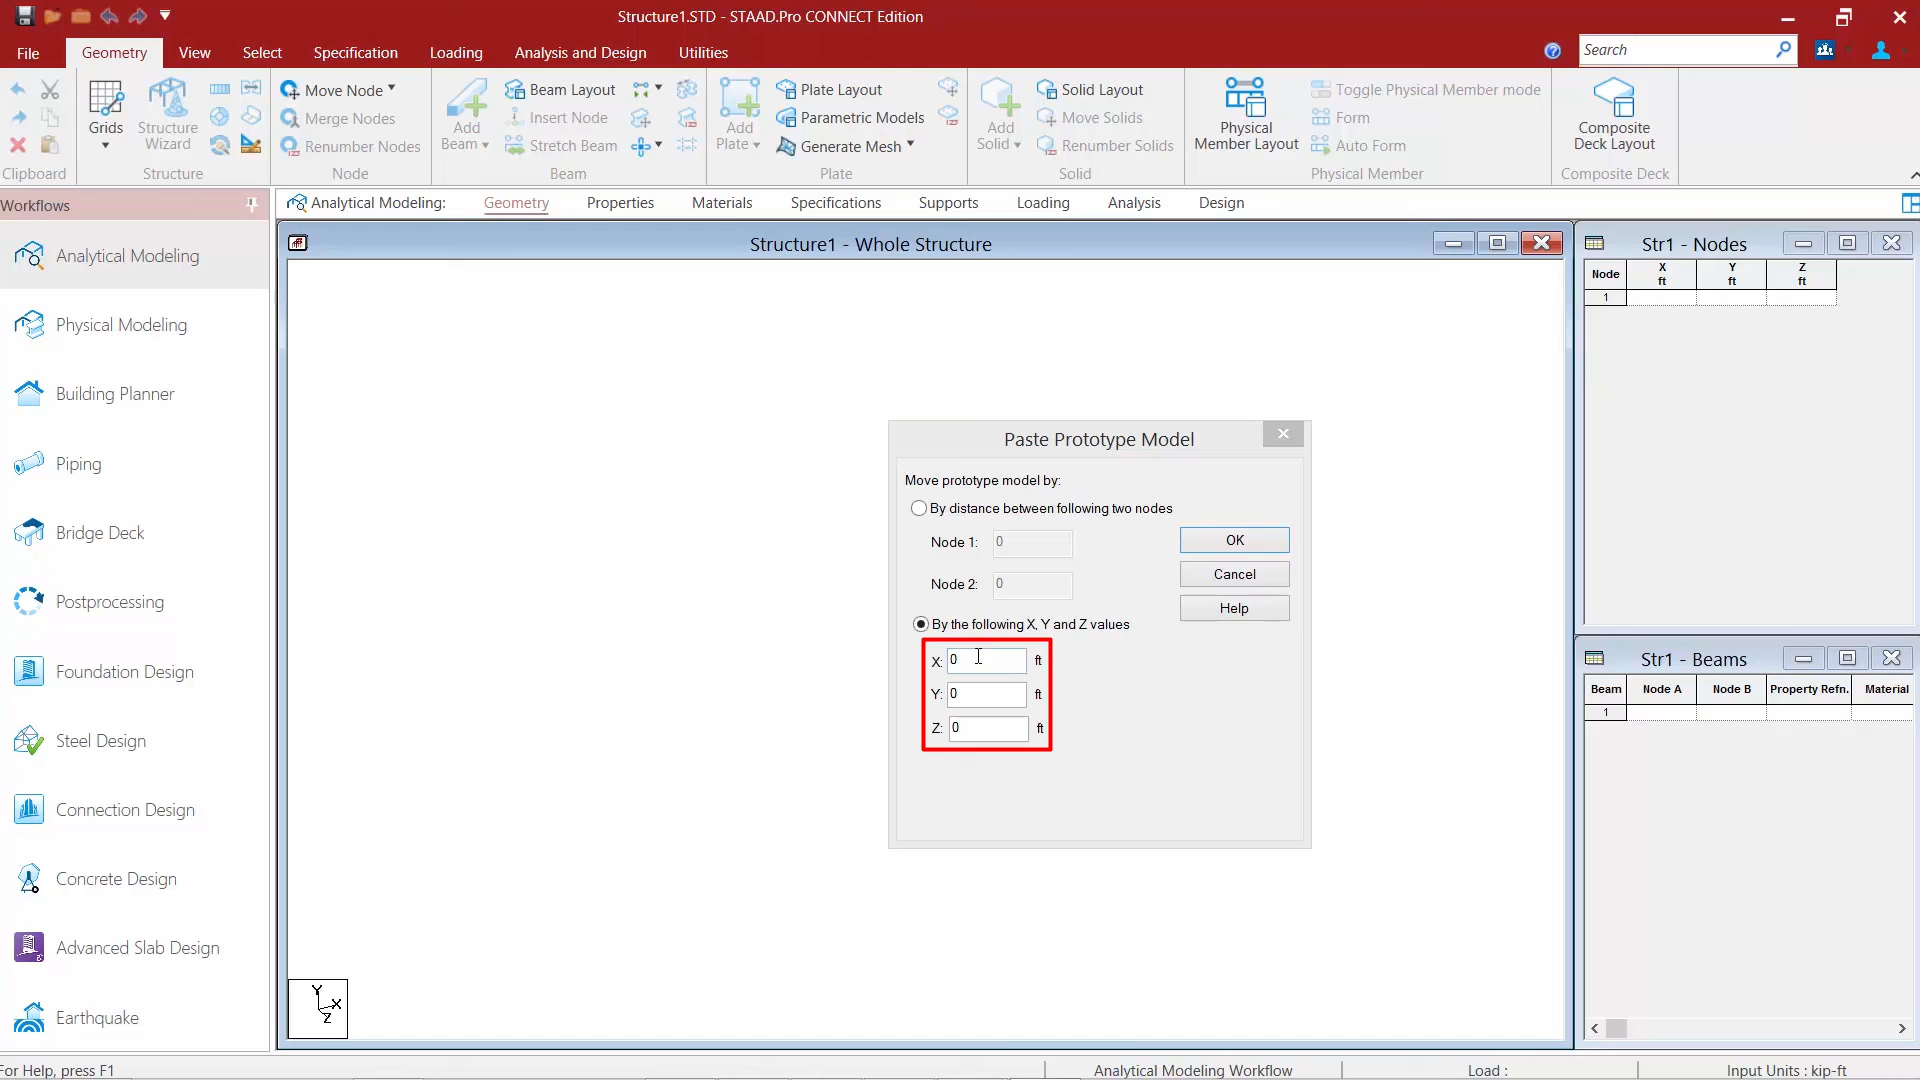 Structure1.STD - STAAD.Pro CONNECT Edition
File
Geometry
View
Select
Specification
Loading
Analysis and Design
Utilities
Search
Grids
Structure Wizard
Move Node
Merge Nodes
Renumber Nodes
Add Beam
Beam Layout
Insert Node
Stretch Beam
Add Plate
Plate Layout
Parametric Models
Generate Mesh
Add Solid
Solid Layout
Move Solids
Renumber Solids
Physical Member Layout
Toggle Physical Member mode
Form
Auto Form
Composite Deck Layout
Clipboard
Structure
Node
Beam
Plate
Solid
Physical Member
Composite Deck
Workflows
Analytical Modeling: Geometry Properties Materials Specifications Supports Loading Analysis Design
Analytical Modeling
Physical Modeling
Building Planner
Piping
Bridge Deck
Postprocessing
Foundation Design
Steel Design
Connection Design
Concrete Design
Advanced Slab Design
Earthquake
Structure1 - Whole Structure
Paste Prototype Model
Move prototype model by:
By distance between following two nodes
Node 1: 0
Node 2: 0
OK
Cancel
Help
By the following X, Y and Z values
X: 0 ft
Y: 0 ft
Z: 0 ft
Y
X
Z
Str1 - Nodes
Node X ft Y ft Z ft
1
Str1 - Beams
Beam Node A Node B Property Refn. Material
1
For Help, press F1
Analytical Modeling Workflow
Load :
Input Units : kip-ft